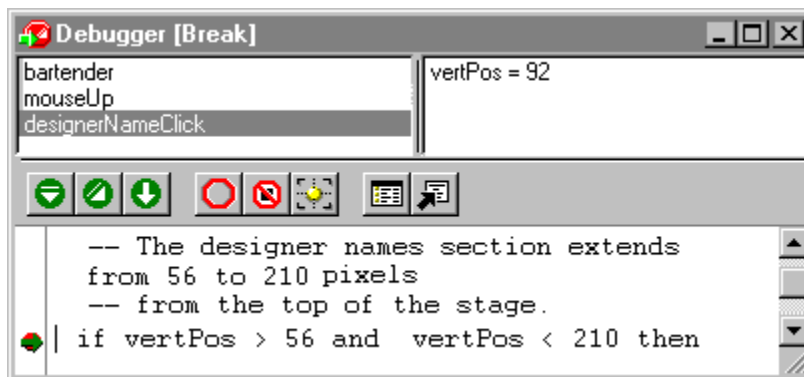 Debugger [Break]
bartender
mouseUp
designerNameClick
vertPos = 92
-- The designer names section extends
from 56 to 210 pixels
-- from the top of the stage.
if vertPos > 56 and  vertPos < 210 then